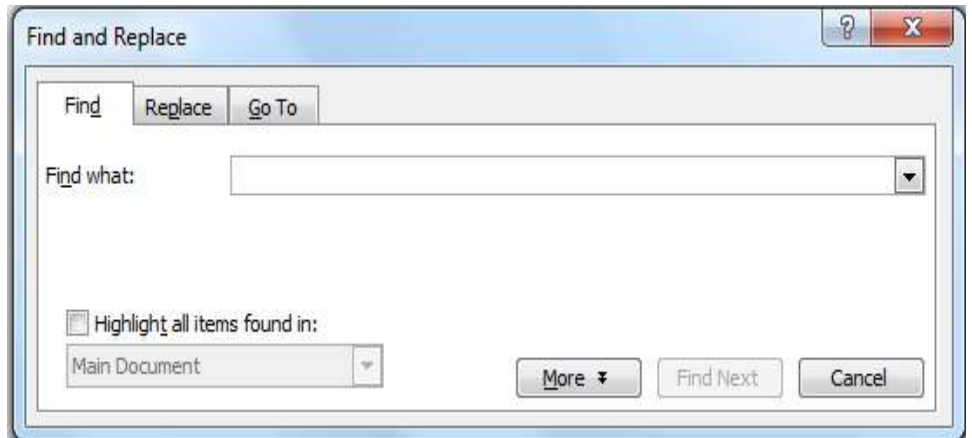 Find and Replace
Find Replace Go To
Find what:
Highlight all items found in:
Main Document
More Find Next Cancel